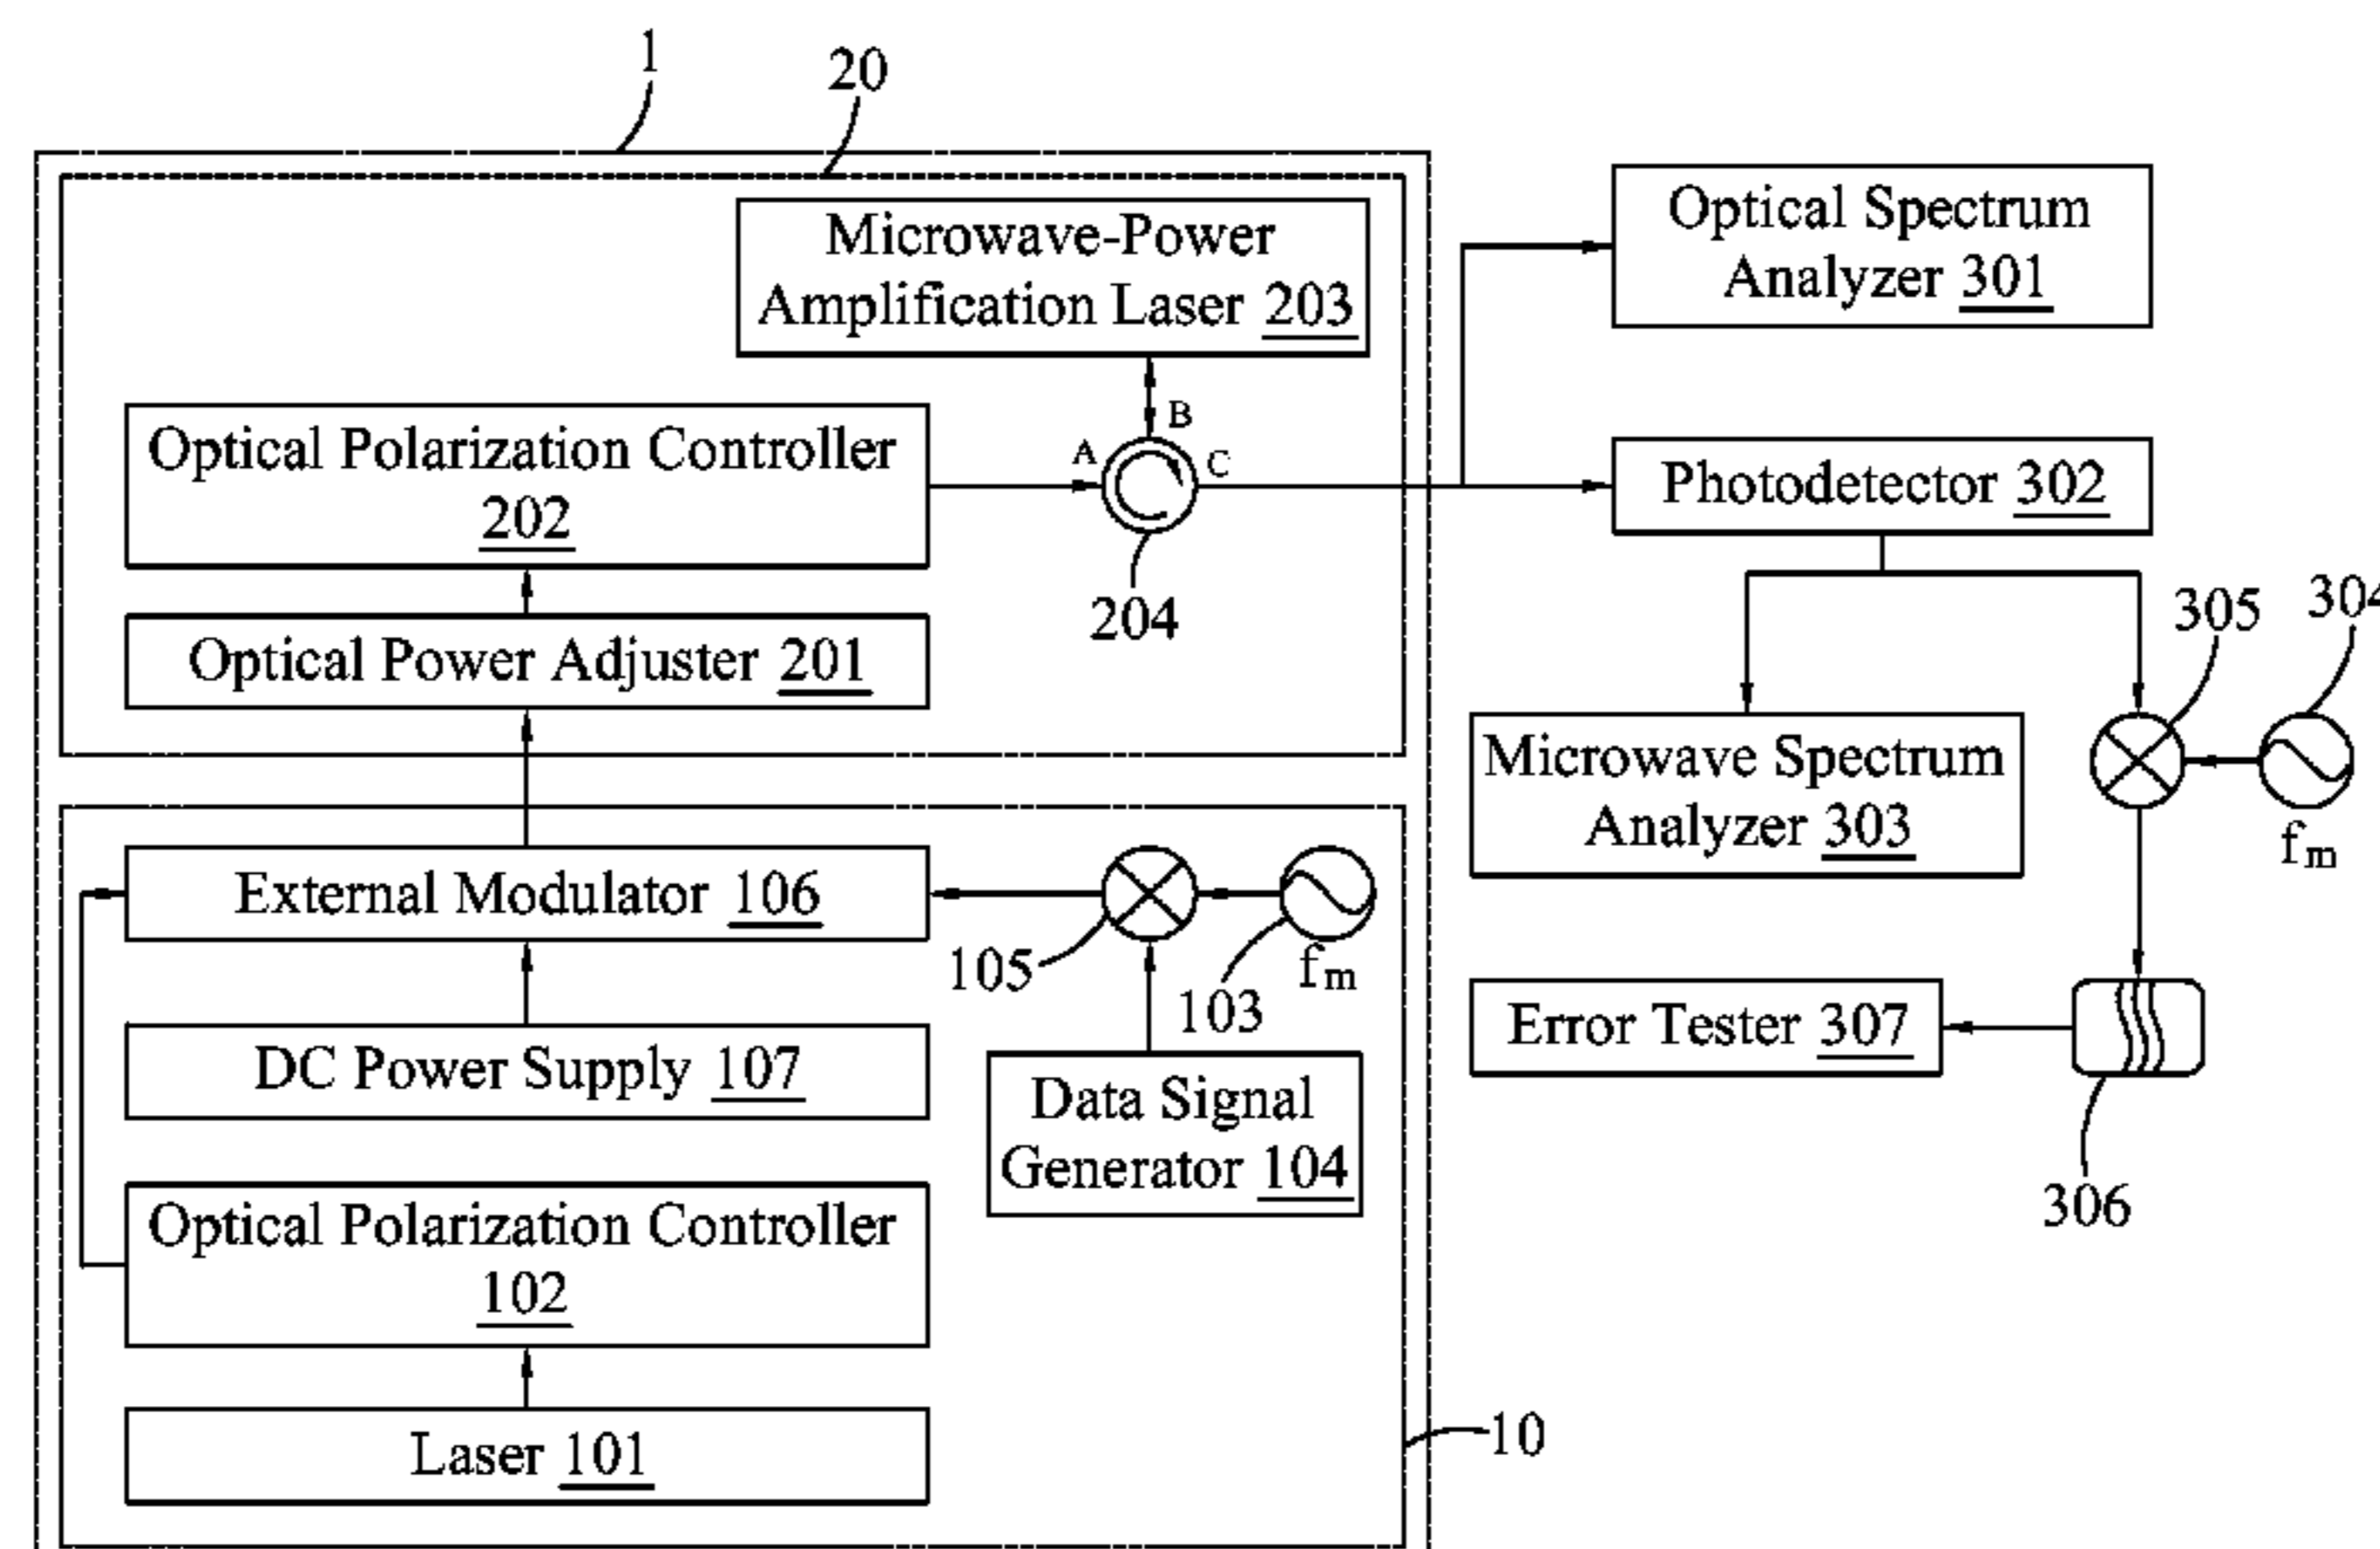 1
20
Microwave-Power
Amplification Laser 203
Optical Spectrum
Analyzer 301
B
A
C
Optical Polarization Controller
202
Photodetector 302
204
305
304
Optical Power Adjuster 201
Microwave Spectrum
Analyzer 303
fm
External Modulator 106
105
103
fm
DC Power Supply 107
Data Signal
Generator 104
Error Tester 307
306
Optical Polarization Controller
102
Laser 101
10